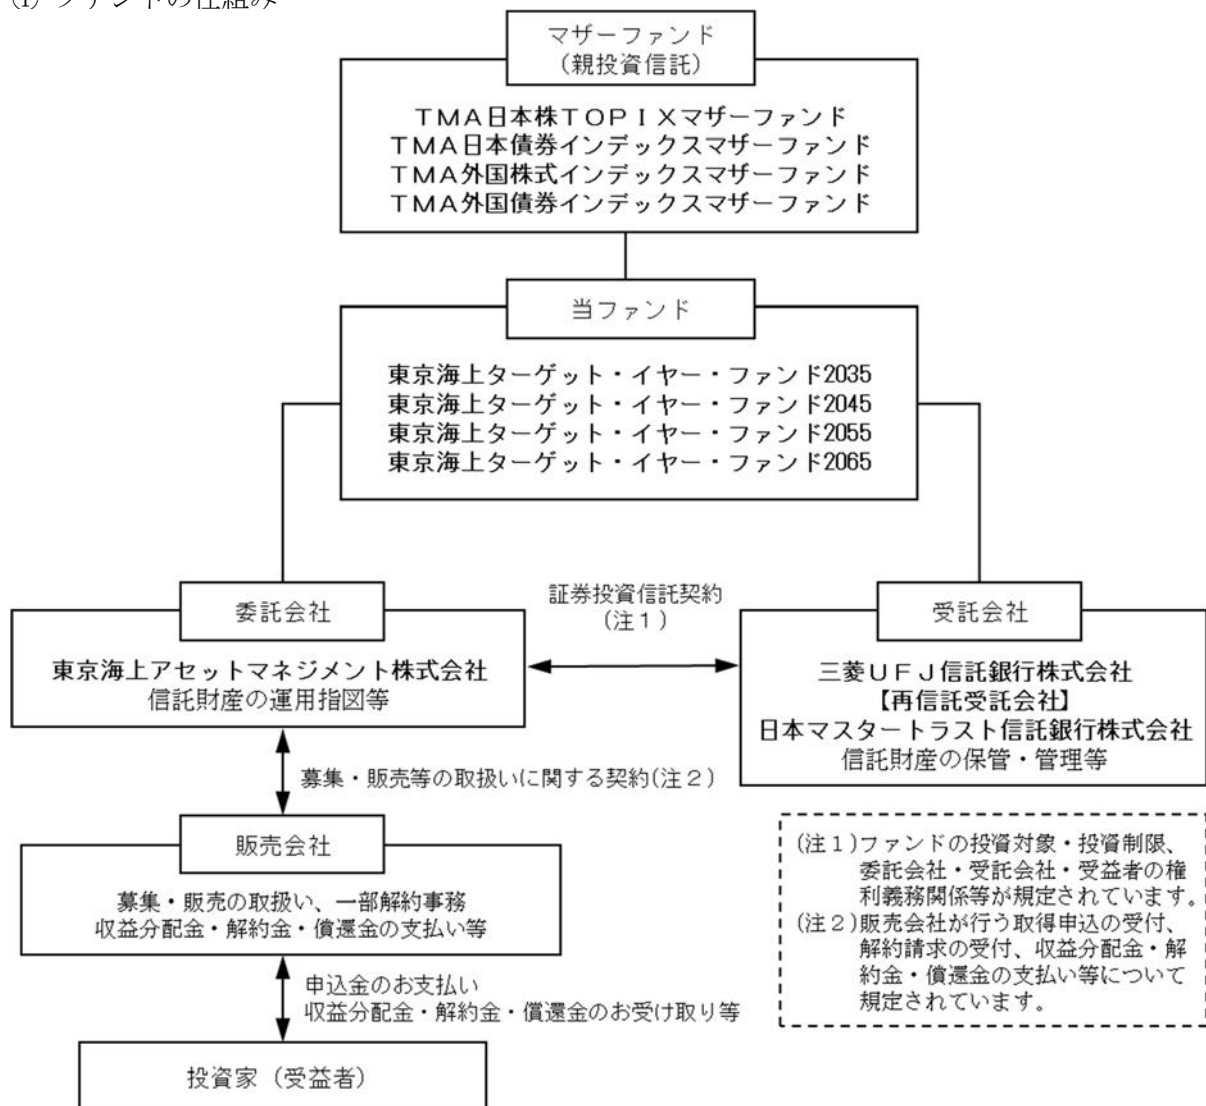 ファンドの仕組み
マザーファンド
(親投資信託)
ＴＭＡ日本株ＴＯＰＩＸマザーファンド
ＴＭＡ日本債券インデックスマザーファンド
ＴＭＡ外国株式インデックスマザーファンド
ＴＭＡ外国債券インデックスマザーファンド
当ファンド
東京海上ターゲット・イヤー・ファンド2035
東京海上ターゲット・イヤー・ファンド2045
東京海上ターゲット・イヤー・ファンド2055
東京海上ターゲット・イヤー・ファンド2065
委託会社
東京海上アセットマネジメント株式会社
信託財産の運用指図等
証券投資信託契約
(注１)
受託会社
三菱ＵＦＪ信託銀行株式会社
【再信託受託会社】
日本マスタートラスト信託銀行株式会社
信託財産の保管・管理等
募集・販売等の取扱いに関する契約(注２)
販売会社
募集・販売の取扱い、一部解約事務
収益分配金・解約金・償還金の支払い等
申込金のお支払い
収益分配金・解約金・償還金のお受け取り等
投資家（受益者）
(注１)ファンドの投資対象・投資制限、
委託会社・受託会社・受益者の権
利義務関係等が規定されています。
(注２)販売会社が行う取得申込の受付、
解約請求の受付、収益分配金・解
約金・償還金の支払い等について
規定されています。